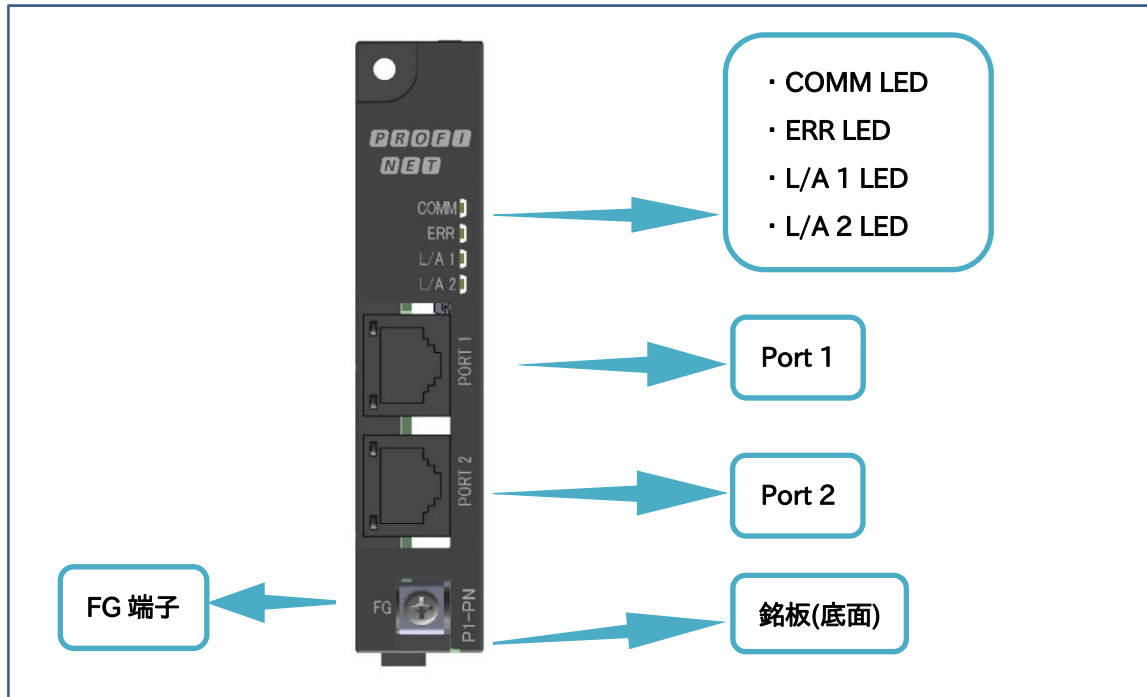 PROFI
NET
COMM
ERR
L/A 1
L/A 2
PORT 1
PORT 2
FG
P1-PN
・COMM LED
・ERR LED
・L/A 1 LED
・L/A 2 LED
Port 1
Port 2
FG 端子
銘板(底面)